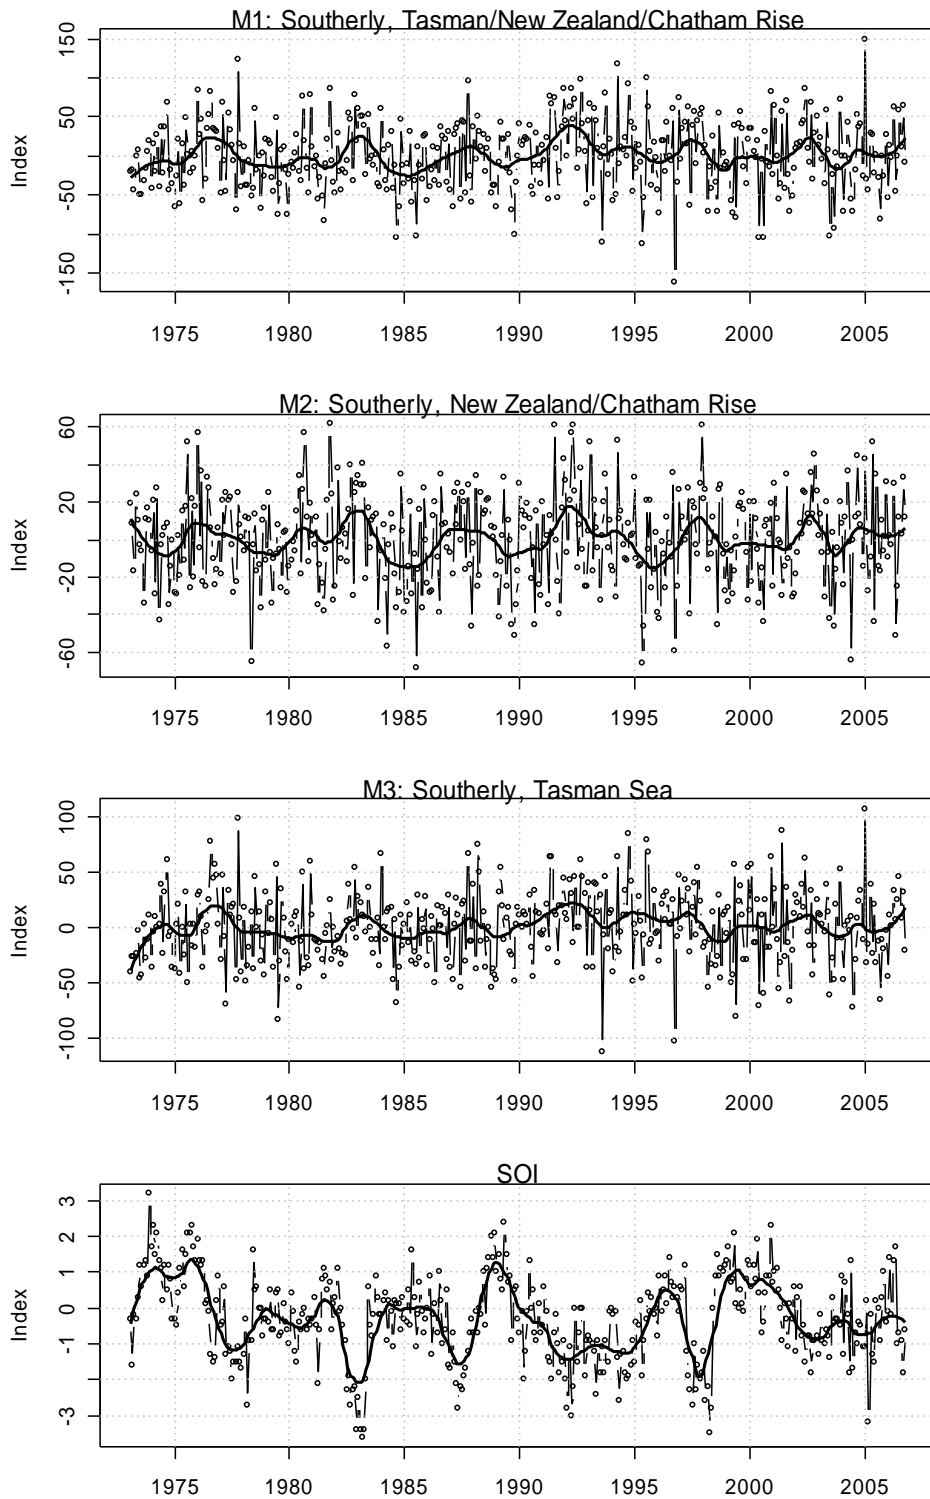 M1: Southerly, Tasman/New Zealand/Chatham Rise
150
50
-50
-150
Index
1975 1980 1985 1990 1995 2000 2005
M2: Southerly, New Zealand/Chatham Rise
60
20
-20
-60
Index
1975 1980 1985 1990 1995 2000 2005
M3: Southerly, Tasman Sea
100
50
0
-50
-100
Index
1975 1980 1985 1990 1995 2000 2005
SOI
3
2
1
0
-1
-3
Index
1975 1980 1985 1990 1995 2000 2005